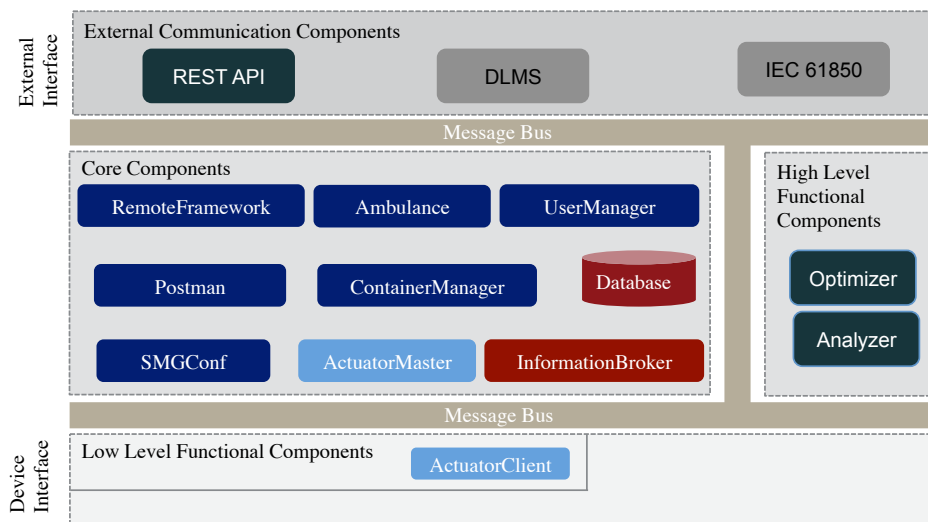 External
Interface
External Communication Components
REST API
DLMS
IEC 61850
Message Bus
Core Components
RemoteFramework
Ambulance
UserManager
Postman
ContainerManager
Database
SMGConf
ActuatorMaster
InformationBroker
High Level
Functional
Components
Optimizer
Analyzer
Message Bus
Device
Interface
Low Level Functional Components
ActuatorClient